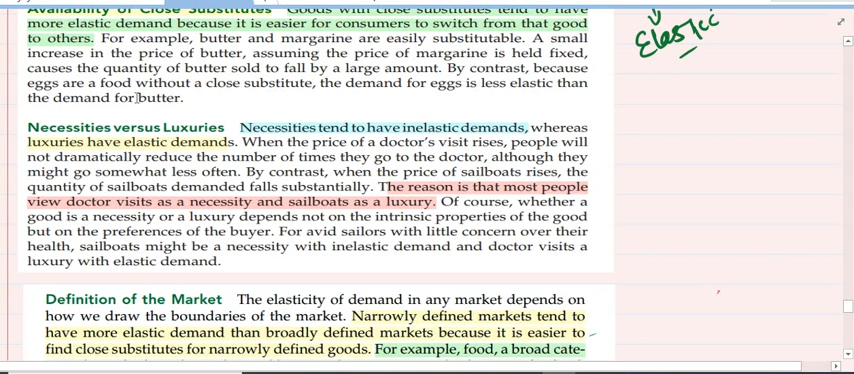 Availability of Close Substitutes Goods with close substitutes tend to have
more elastic demand because it is easier for consumers to switch from that good
to others. For example, butter and margarine are easily substitutable. A small
increase in the price of butter, assuming the price of margarine is held fixed,
causes the quantity of butter sold to fall by a large amount. By contrast, because
eggs are a food without a close substitute, the demand for eggs is less elastic than
the demand for butter.
Necessities versus Luxuries Necessities tend to have inelastic demands, whereas
luxuries have elastic demands. When the price of a doctor's visit rises, people will
not dramatically reduce the number of times they go to the doctor, although they
might go somewhat less often. By contrast, when the price of sailboats rises, the
quantity of sailboats demanded falls substantially. The reason is that most people
view doctor visits as a necessity and sailboats as a luxury. Of course, whether a
good is a necessity or a luxury depends not on the intrinsic properties of the good
but on the preferences of the buyer. For avid sailors with little concern over their
health, sailboats might be a necessity with inelastic demand and doctor visits a
luxury with elastic demand.
Definition of the Market The elasticity of demand in any market depends on
how we draw the boundaries of the market. Narrowly defined markets tend to
have more elastic demand than broadly defined markets because it is easier to
find close substitutes for narrowly defined goods. For example, food, a broad cate-
Elastic